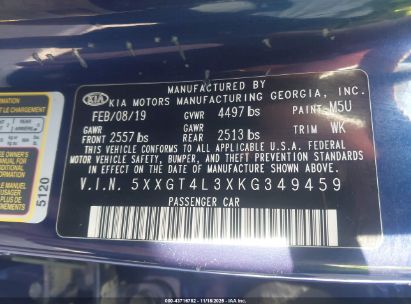 MANUFACTURED BY
KIA KIA MOTORS MANUFACTURING GEORGIA, INC.
FEB/08/19 GVWR 4497 lbs PAINT M5U
GAWR FRONT 2557 lbs GAWR REAR 2513 lbs TRIM WK
THIS VEHICLE CONFORMS TO ALL APPLICABLE U.S.A. FEDERAL
MOTOR VEHICLE SAFETY, BUMPER, AND THEFT PREVENTION STANDARDS
IN EFFECT ON THE DATE OF MANUFACTURE SHOWN ABOVE.
V.I.N. 5XXGT4L3XKG349459
PASSENGER CAR
REAR
5120